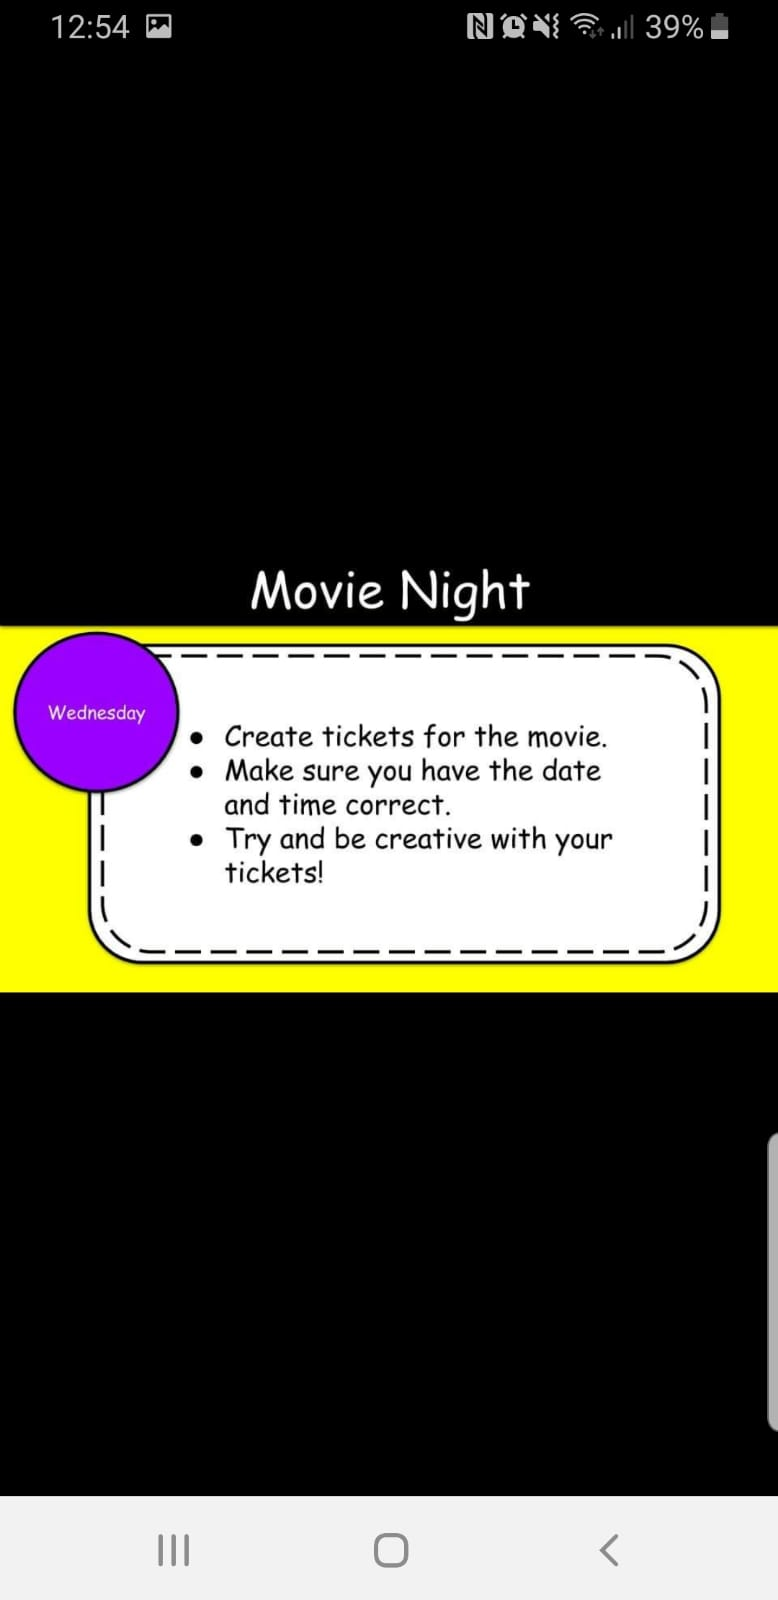 12:54 39%
Movie Night
Wednesday
• Create tickets for the movie.
• Make sure you have the date
and time correct.
• Try and be creative with your
tickets!